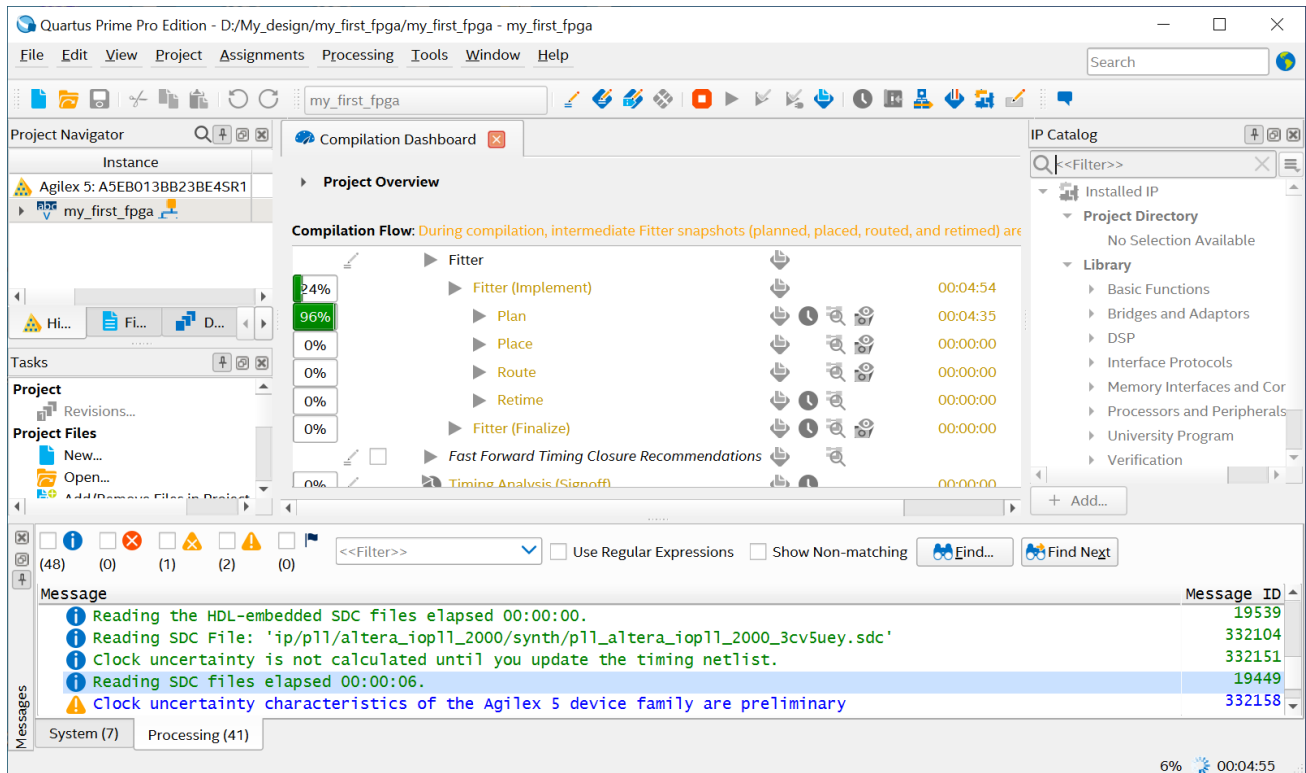 Quartus Prime Pro Edition - D:/My_design/my_first_fpga/my_first_fpga - my_first_fpga
File Edit View Project Assignments Processing Tools Window Help
Search
my_first_fpga
Project Navigator
Instance
Agilex 5: A5EB013BB23BE4SR1
my_first_fpga
Hi...
Fi...
D...
Tasks
Project
Revisions...
Project Files
New...
Open...
Add/Remove Files in Project
Compilation Dashboard
Project Overview
Compilation Flow: During compilation, intermediate Fitter snapshots (planned, placed, routed, and retimed) are
Fitter
24% Fitter (Implement) 00:04:54
96% Plan 00:04:35
0% Place 00:00:00
0% Route 00:00:00
0% Retime 00:00:00
0% Fitter (Finalize) 00:00:00
Fast Forward Timing Closure Recommendations
0% Timing Analysis (Signoff) 00:00:00
IP Catalog
<<Filter>>
Installed IP
Project Directory
No Selection Available
Library
Basic Functions
Bridges and Adaptors
DSP
Interface Protocols
Memory Interfaces and Cor
Processors and Peripherals
University Program
Verification
+ Add...
(48) (0) (1) (2) (0)
<<Filter>>
Use Regular Expressions
Show Non-matching
Find...
Find Next
Message Message ID
Reading the HDL-embedded SDC files elapsed 00:00:00. 19539
Reading SDC File: 'ip/pll/altera_iopll_2000/synth/pll_altera_iopll_2000_3cv5uey.sdc' 332104
Clock uncertainty is not calculated until you update the timing netlist. 332151
Reading SDC files elapsed 00:00:06. 19449
Clock uncertainty characteristics of the Agilex 5 device family are preliminary 332158
Messages
System (7)
Processing (41)
6% 00:04:55